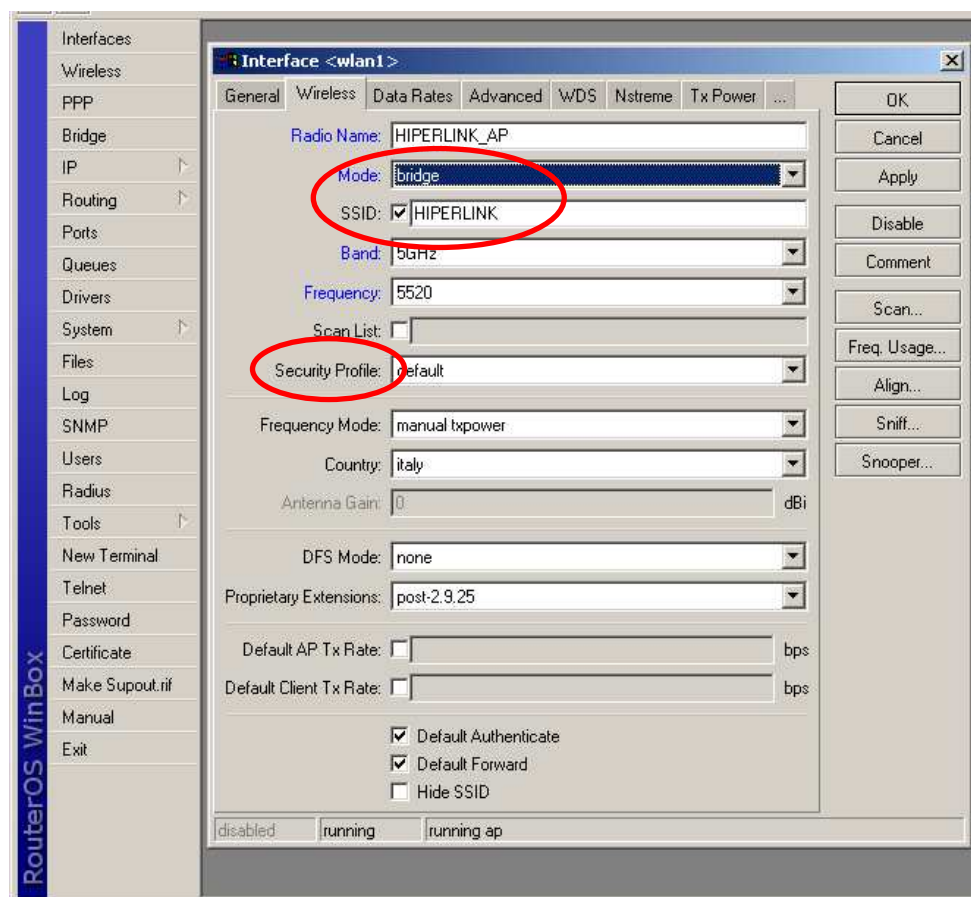 Interfaces
Wireless
PPP
Bridge
IP
Routing
Ports
Queues
Drivers
System
Files
Log
SNMP
Users
Radius
Tools
New Terminal
Telnet
Password
Certificate
Make Supout.rif
Manual
Exit
RouterOS WinBox
Interface <wlan1>
General Wireless Data Rates Advanced WDS Nstreme Tx Power ...
Radio Name: HIPERLINK_AP
Mode: bridge
SSID: HIPERLINK
Band: 5GHz
Frequency: 5520
Scan List:
Security Profile: default
Frequency Mode: manual txpower
Country: italy
Antenna Gain: 0 dBi
DFS Mode: none
Proprietary Extensions: post-2.9.25
Default AP Tx Rate: bps
Default Client Tx Rate: bps
Default Authenticate
Default Forward
Hide SSID
disabled running running ap
OK
Cancel
Apply
Disable
Comment
Scan...
Freq. Usage...
Align...
Sniff...
Snooper...